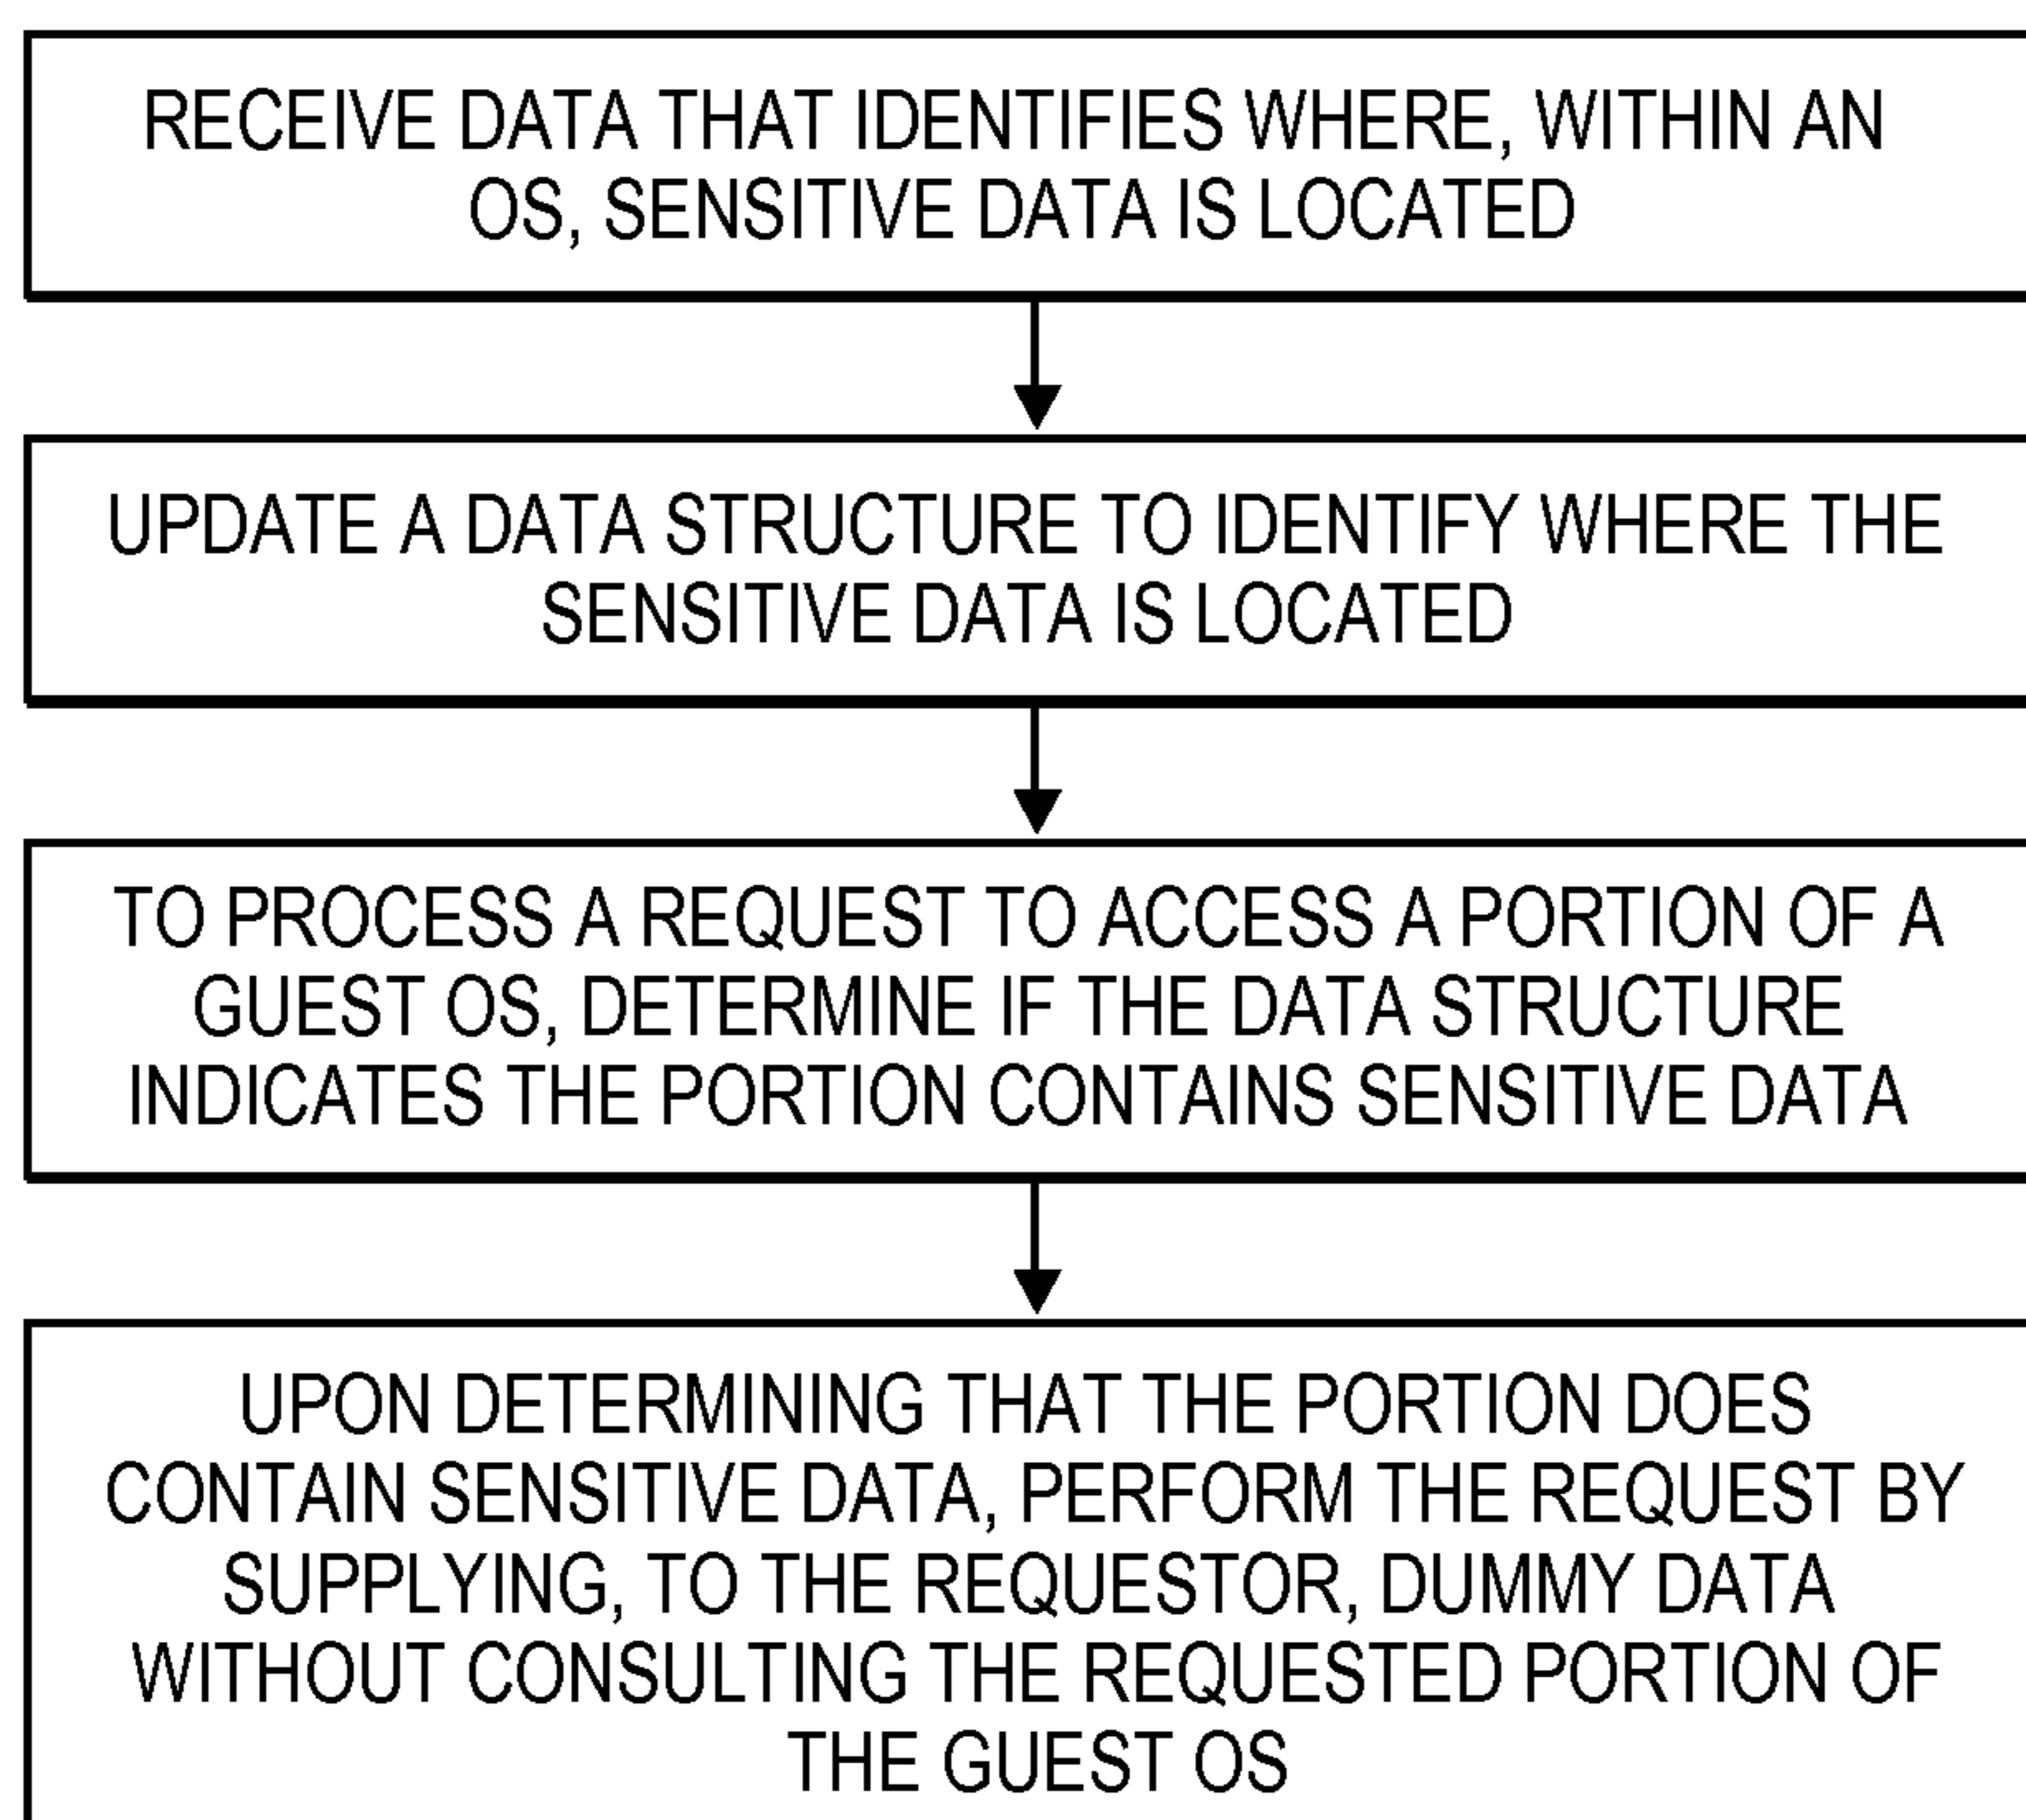 RECEIVE DATA THAT IDENTIFIES WHERE, WITHIN AN
OS, SENSITIVE DATA IS LOCATED
UPDATE A DATA STRUCTURE TO IDENTIFY WHERE THE
SENSITIVE DATA IS LOCATED
TO PROCESS A REQUEST TO ACCESS A PORTION OF A
GUEST OS, DETERMINE IF THE DATA STRUCTURE
INDICATES THE PORTION CONTAINS SENSITIVE DATA
UPON DETERMINING THAT THE PORTION DOES
CONTAIN SENSITIVE DATA, PERFORM THE REQUEST BY
SUPPLYING, TO THE REQUESTOR, DUMMY DATA
WITHOUT CONSULTING THE REQUESTED PORTION OF
THE GUEST OS